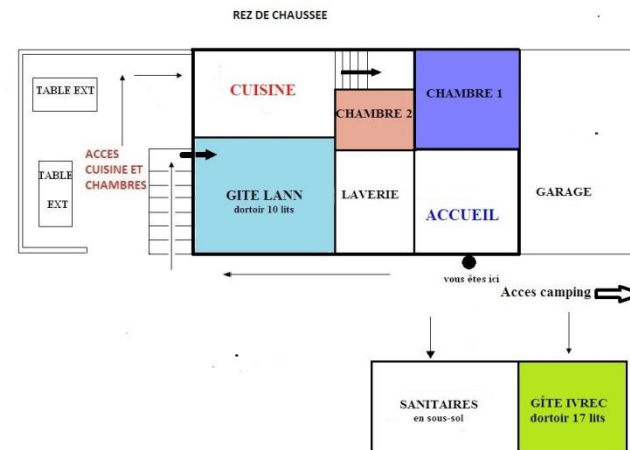 REZ DE CHAUSSEE
TABLE EXT
CUISINE
CHAMBRE 1
CHAMBRE 2
ACCES
CUISINE ET
CHAMBRES
TABLE
EXT
GITE LANN
dortoir 10 lits
LAVERIE
ACCUEIL
GARAGE
vous êtes ici
Acces camping
SANITAIRES
en sous-sol
GÎTE IVREC
dortoir 17 lits